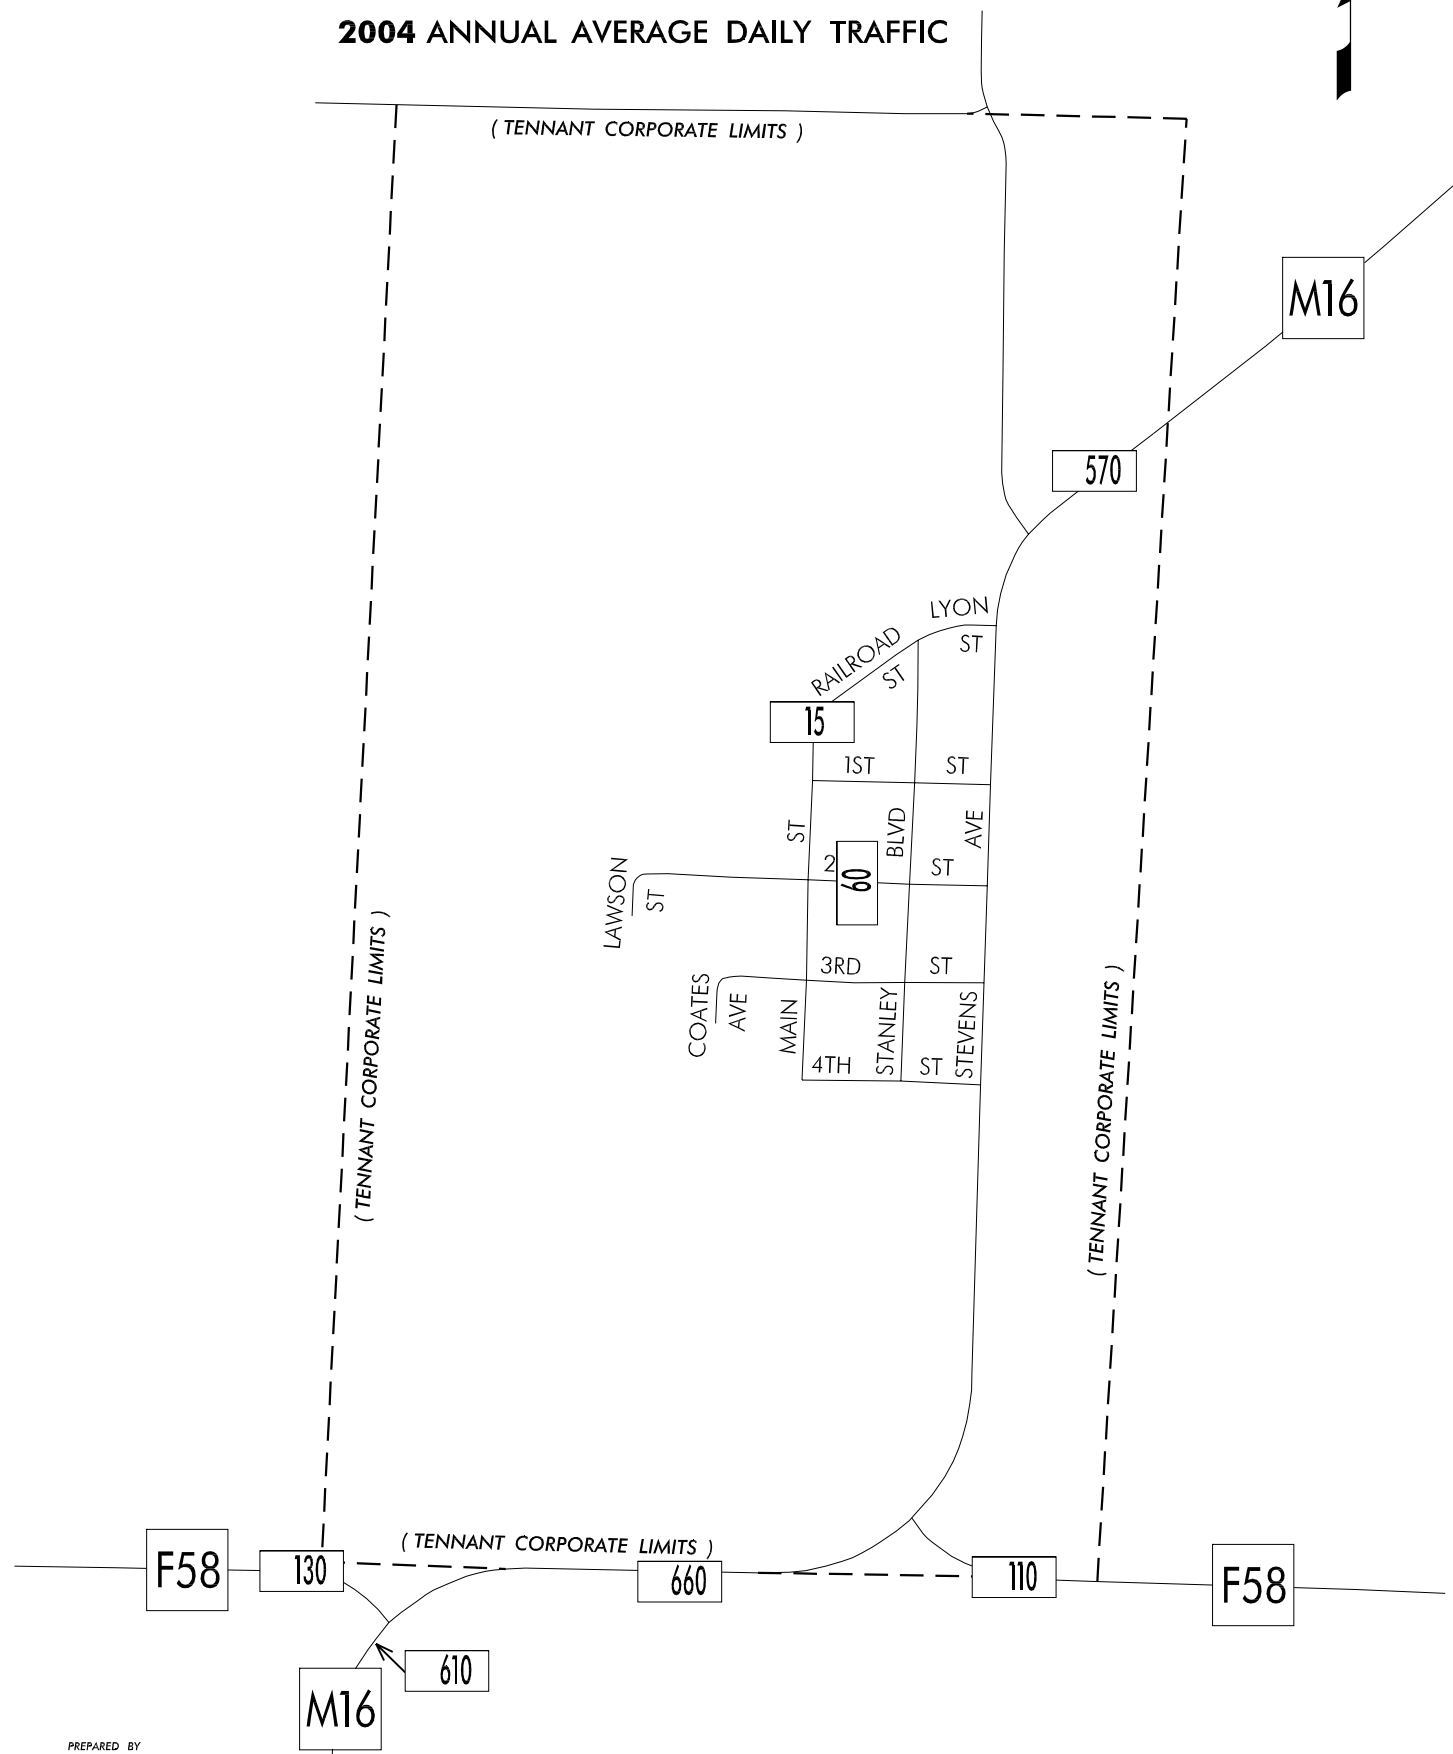 2004 ANNUAL AVERAGE DAILY TRAFFIC
( TENNANT CORPORATE LIMITS )
M16
570
LYON
ST
RAILROAD
ST
15
1ST ST
ST
BLVD
AVE
2
60
ST
LAWSON
ST
3RD ST
COATES
AVE
MAIN
STANLEY
STEVENS
4TH ST
( TENNANT CORPORATE LIMITS )
( TENNANT CORPORATE LIMITS )
( TENNANT CORPORATE LIMITS )
F58
130
660
110
F58
610
M16
PREPARED BY